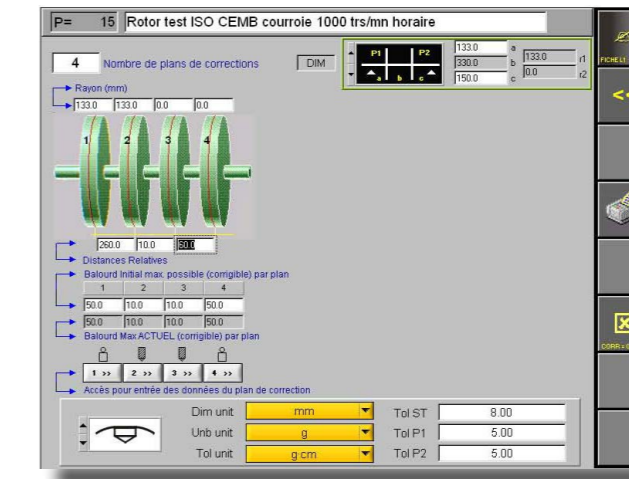 P= 15 Rotor test ISO CEMB courroie 1000 trs/mn horaire
4 Nombre de plans de corrections DIM
P1 P2 133.0 a 133.0 r1
330.0 b 0.0 r2
a b c 150.0 c
FICHE L1
<<
Rayon (mm)
133.0 133.0 0.0 0.0
1 2 3 4
260.0 10.0 60.0
Distances Relatives
Balourd Initial max. possible (corrigible) par plan
1 2 3 4
50.0 10.0 10.0 50.0
50.0 10.0 10.0 50.0
Balourd Max ACTUEL (corrigible) par plan
1 >> 2 >> 3 >> 4 >>
Accès pour entrée des données du plan de correction
Dim unit mm Tol ST 8.00
Unb unit g Tol P1 5.00
Tol unit g cm Tol P2 5.00